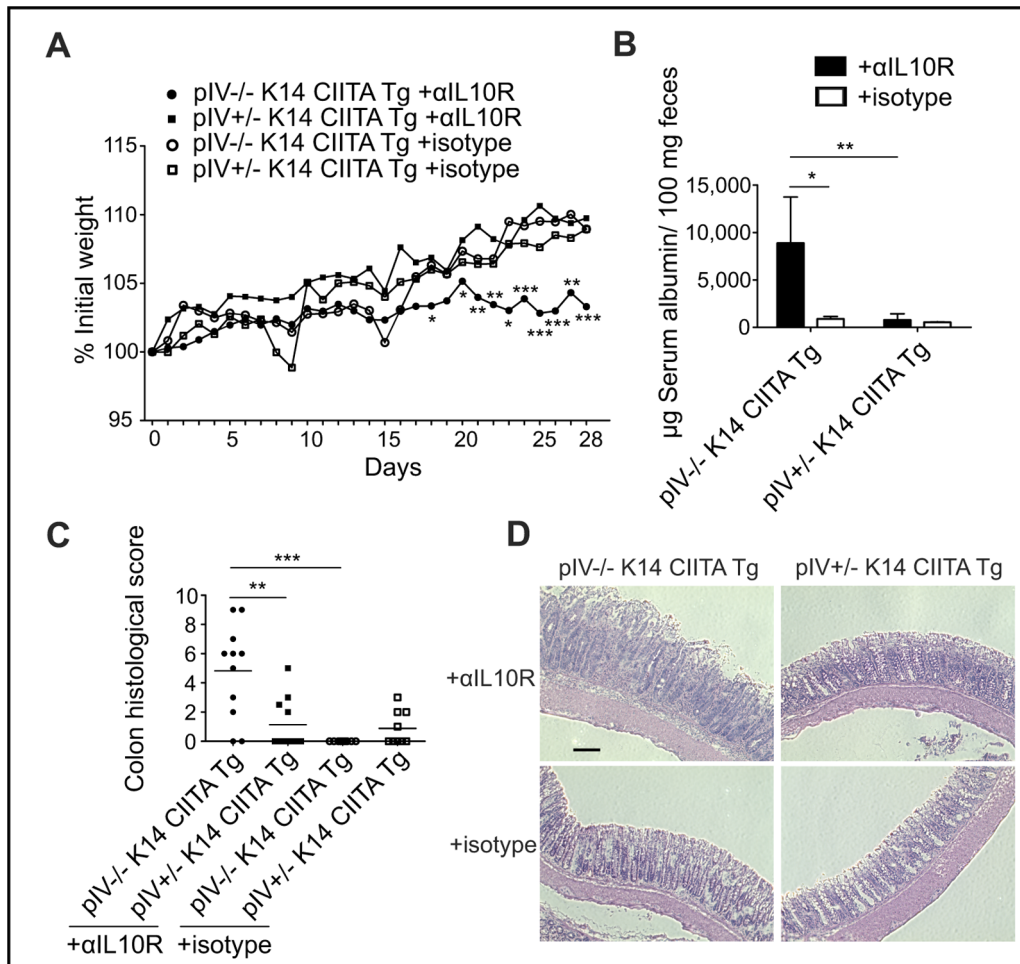 A
pIV-/- K14 CIITA Tg +αIL10R
pIV+/- K14 CIITA Tg +αIL10R
pIV-/- K14 CIITA Tg +isotype
pIV+/- K14 CIITA Tg +isotype
% Initial weight
115
110
105
100
95
0 5 10 15 20 25 28
Days
* * ** ** * *** *** *** ** ***
B
+αIL10R
+isotype
**
*
µg Serum albumin/ 100 mg feces
15,000
10,000
5,000
0
pIV-/- K14 CIITA Tg
pIV+/- K14 CIITA Tg
C
***
**
Colon histological score
10
8
6
4
2
0
pIV-/- K14 CIITA Tg
pIV+/- K14 CIITA Tg
pIV-/- K14 CIITA Tg
pIV+/- K14 CIITA Tg
+αIL10R +isotype
D
pIV-/- K14 CIITA Tg pIV+/- K14 CIITA Tg
+αIL10R
+isotype